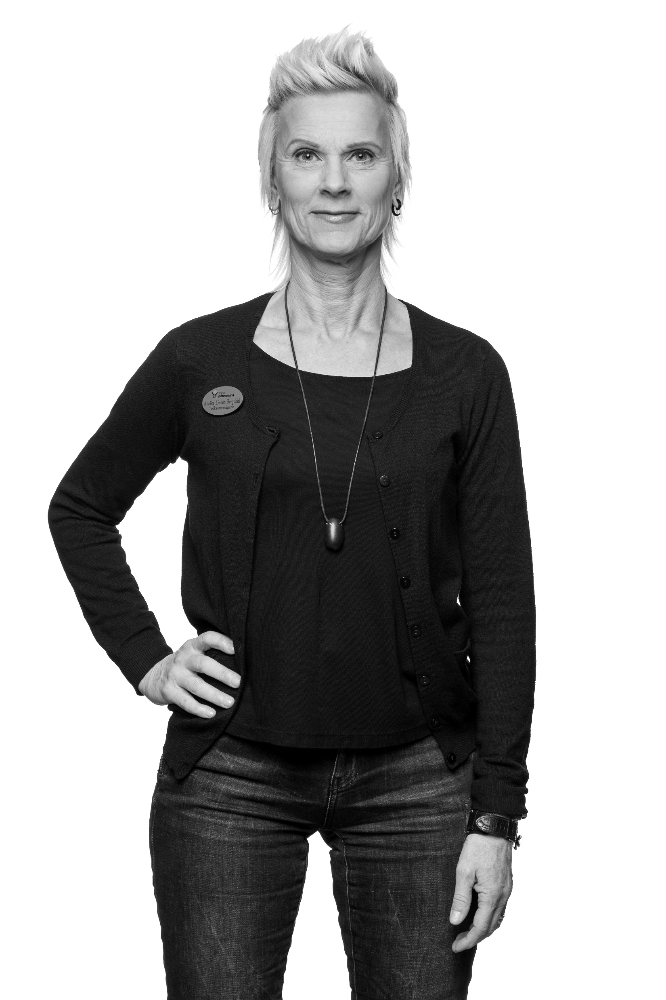 Region
Västmanland
Annika Lindén Bergdahl
Tolksamordnare